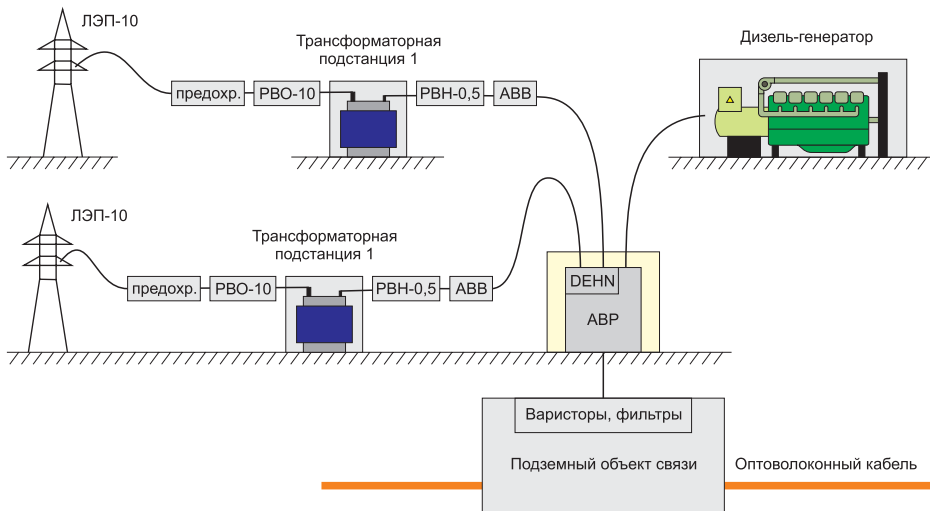 ЛЭП-10
Трансформаторная
подстанция 1
Дизель-генератор
предохр.
РВО-10
РВН-0,5
АВВ
ЛЭП-10
Трансформаторная
подстанция 1
предохр.
РВО-10
РВН-0,5
АВВ
DEHN
АВР
Варисторы, фильтры
Подземный объект связи
Оптоволоконный кабель